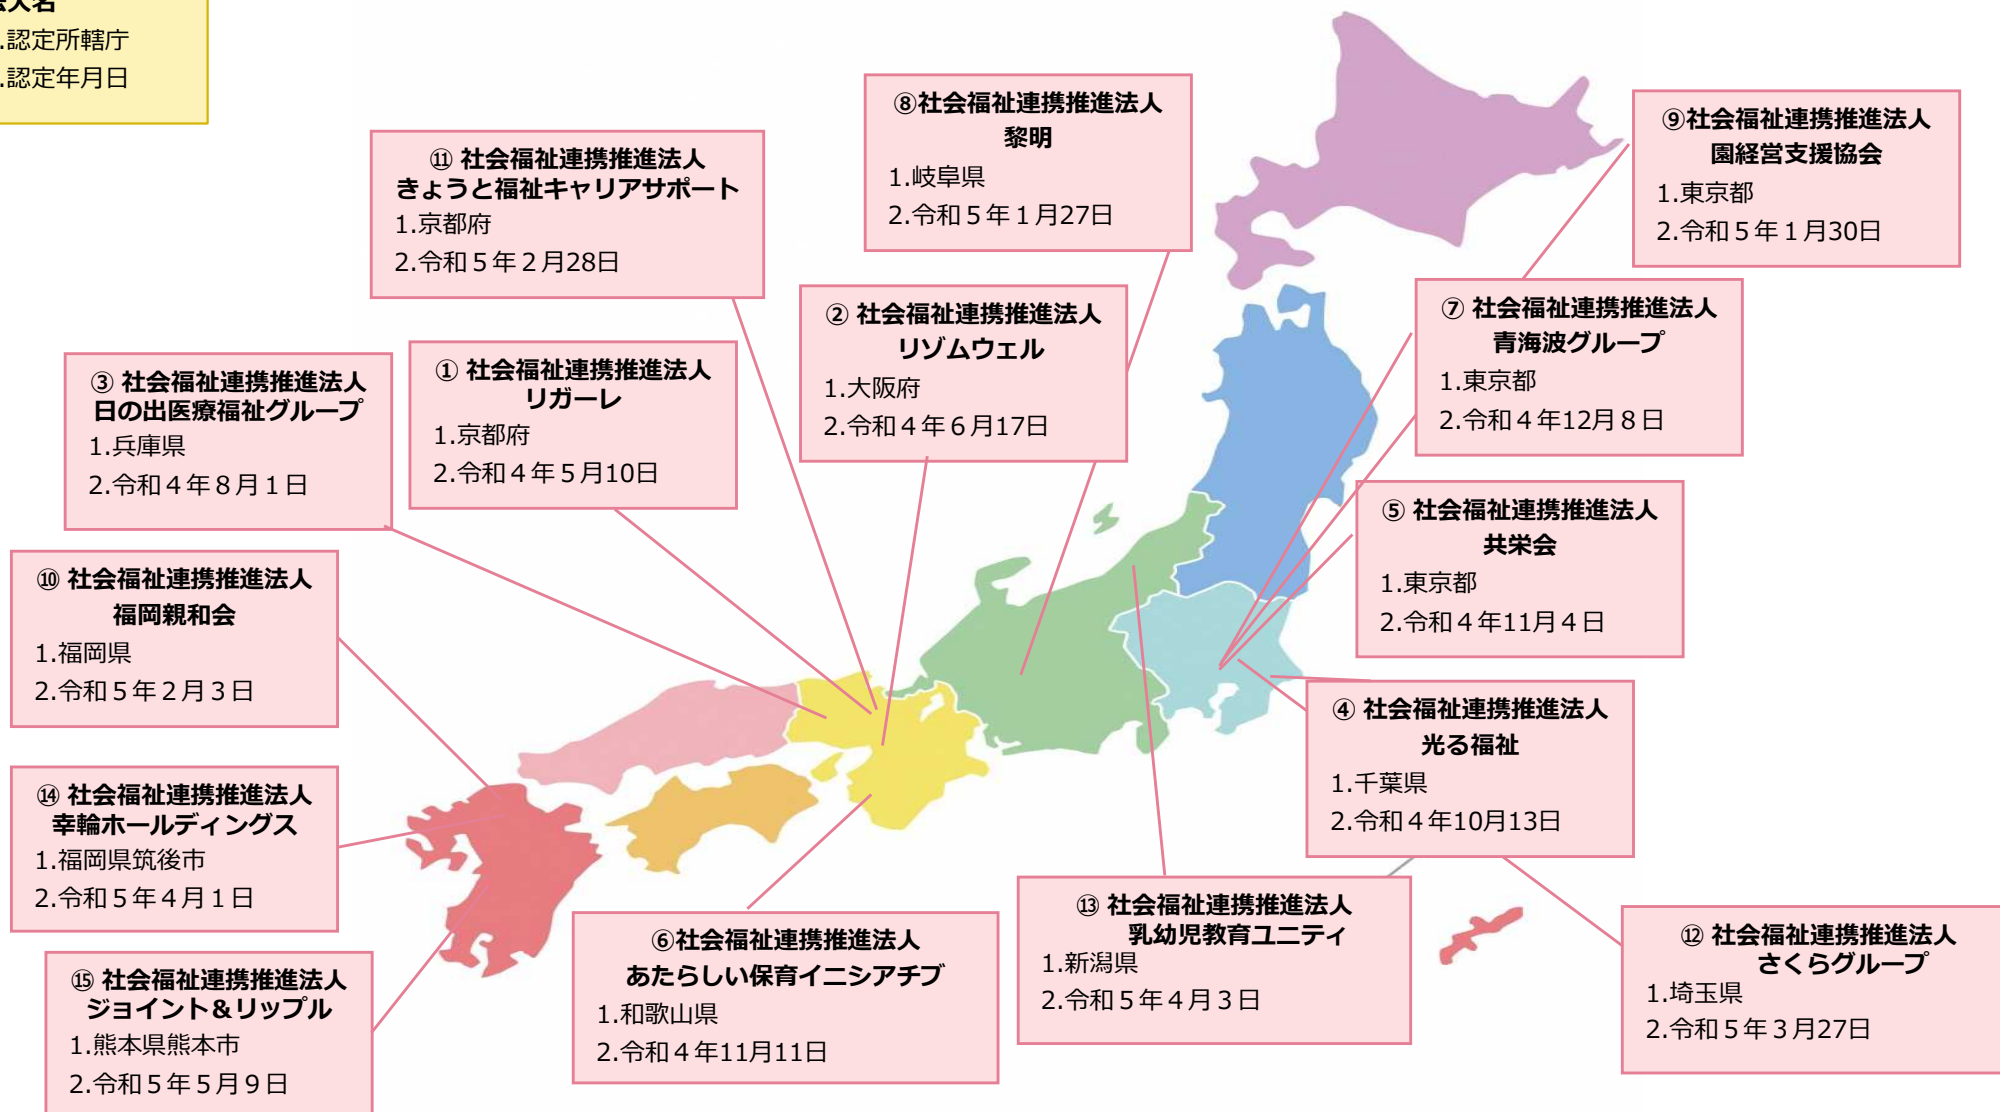 .認定所轄庁
.認定年月日
⑧社会福祉連携推進法人
黎明
1.岐阜県
2.令和５年１月27日
⑨社会福祉連携推進法人
園経営支援協会
1.東京都
2.令和５年１月30日
⑪ 社会福祉連携推進法人
きょうと福祉キャリアサポート
1.京都府
2.令和５年２月28日
② 社会福祉連携推進法人
リゾムウェル
1.大阪府
2.令和４年６月17日
⑦ 社会福祉連携推進法人
青海波グループ
1.東京都
2.令和４年12月８日
③ 社会福祉連携推進法人
日の出医療福祉グループ
1.兵庫県
2.令和４年８月１日
① 社会福祉連携推進法人
リガーレ
1.京都府
2.令和４年５月10日
⑤ 社会福祉連携推進法人
共栄会
1.東京都
2.令和４年11月４日
⑩ 社会福祉連携推進法人
福岡親和会
1.福岡県
2.令和５年２月３日
④ 社会福祉連携推進法人
光る福祉
1.千葉県
2.令和４年10月13日
⑭ 社会福祉連携推進法人
幸輪ホールディングス
1.福岡県筑後市
2.令和５年４月１日
⑬ 社会福祉連携推進法人
乳幼児教育ユニティ
1.新潟県
2.令和５年４月３日
⑫ 社会福祉連携推進法人
さくらグループ
1.埼玉県
2.令和５年３月27日
⑥社会福祉連携推進法人
あたらしい保育イニシアチブ
1.和歌山県
2.令和４年11月11日
⑮ 社会福祉連携推進法人
ジョイント＆リップル
1.熊本県熊本市
2.令和５年５月９日